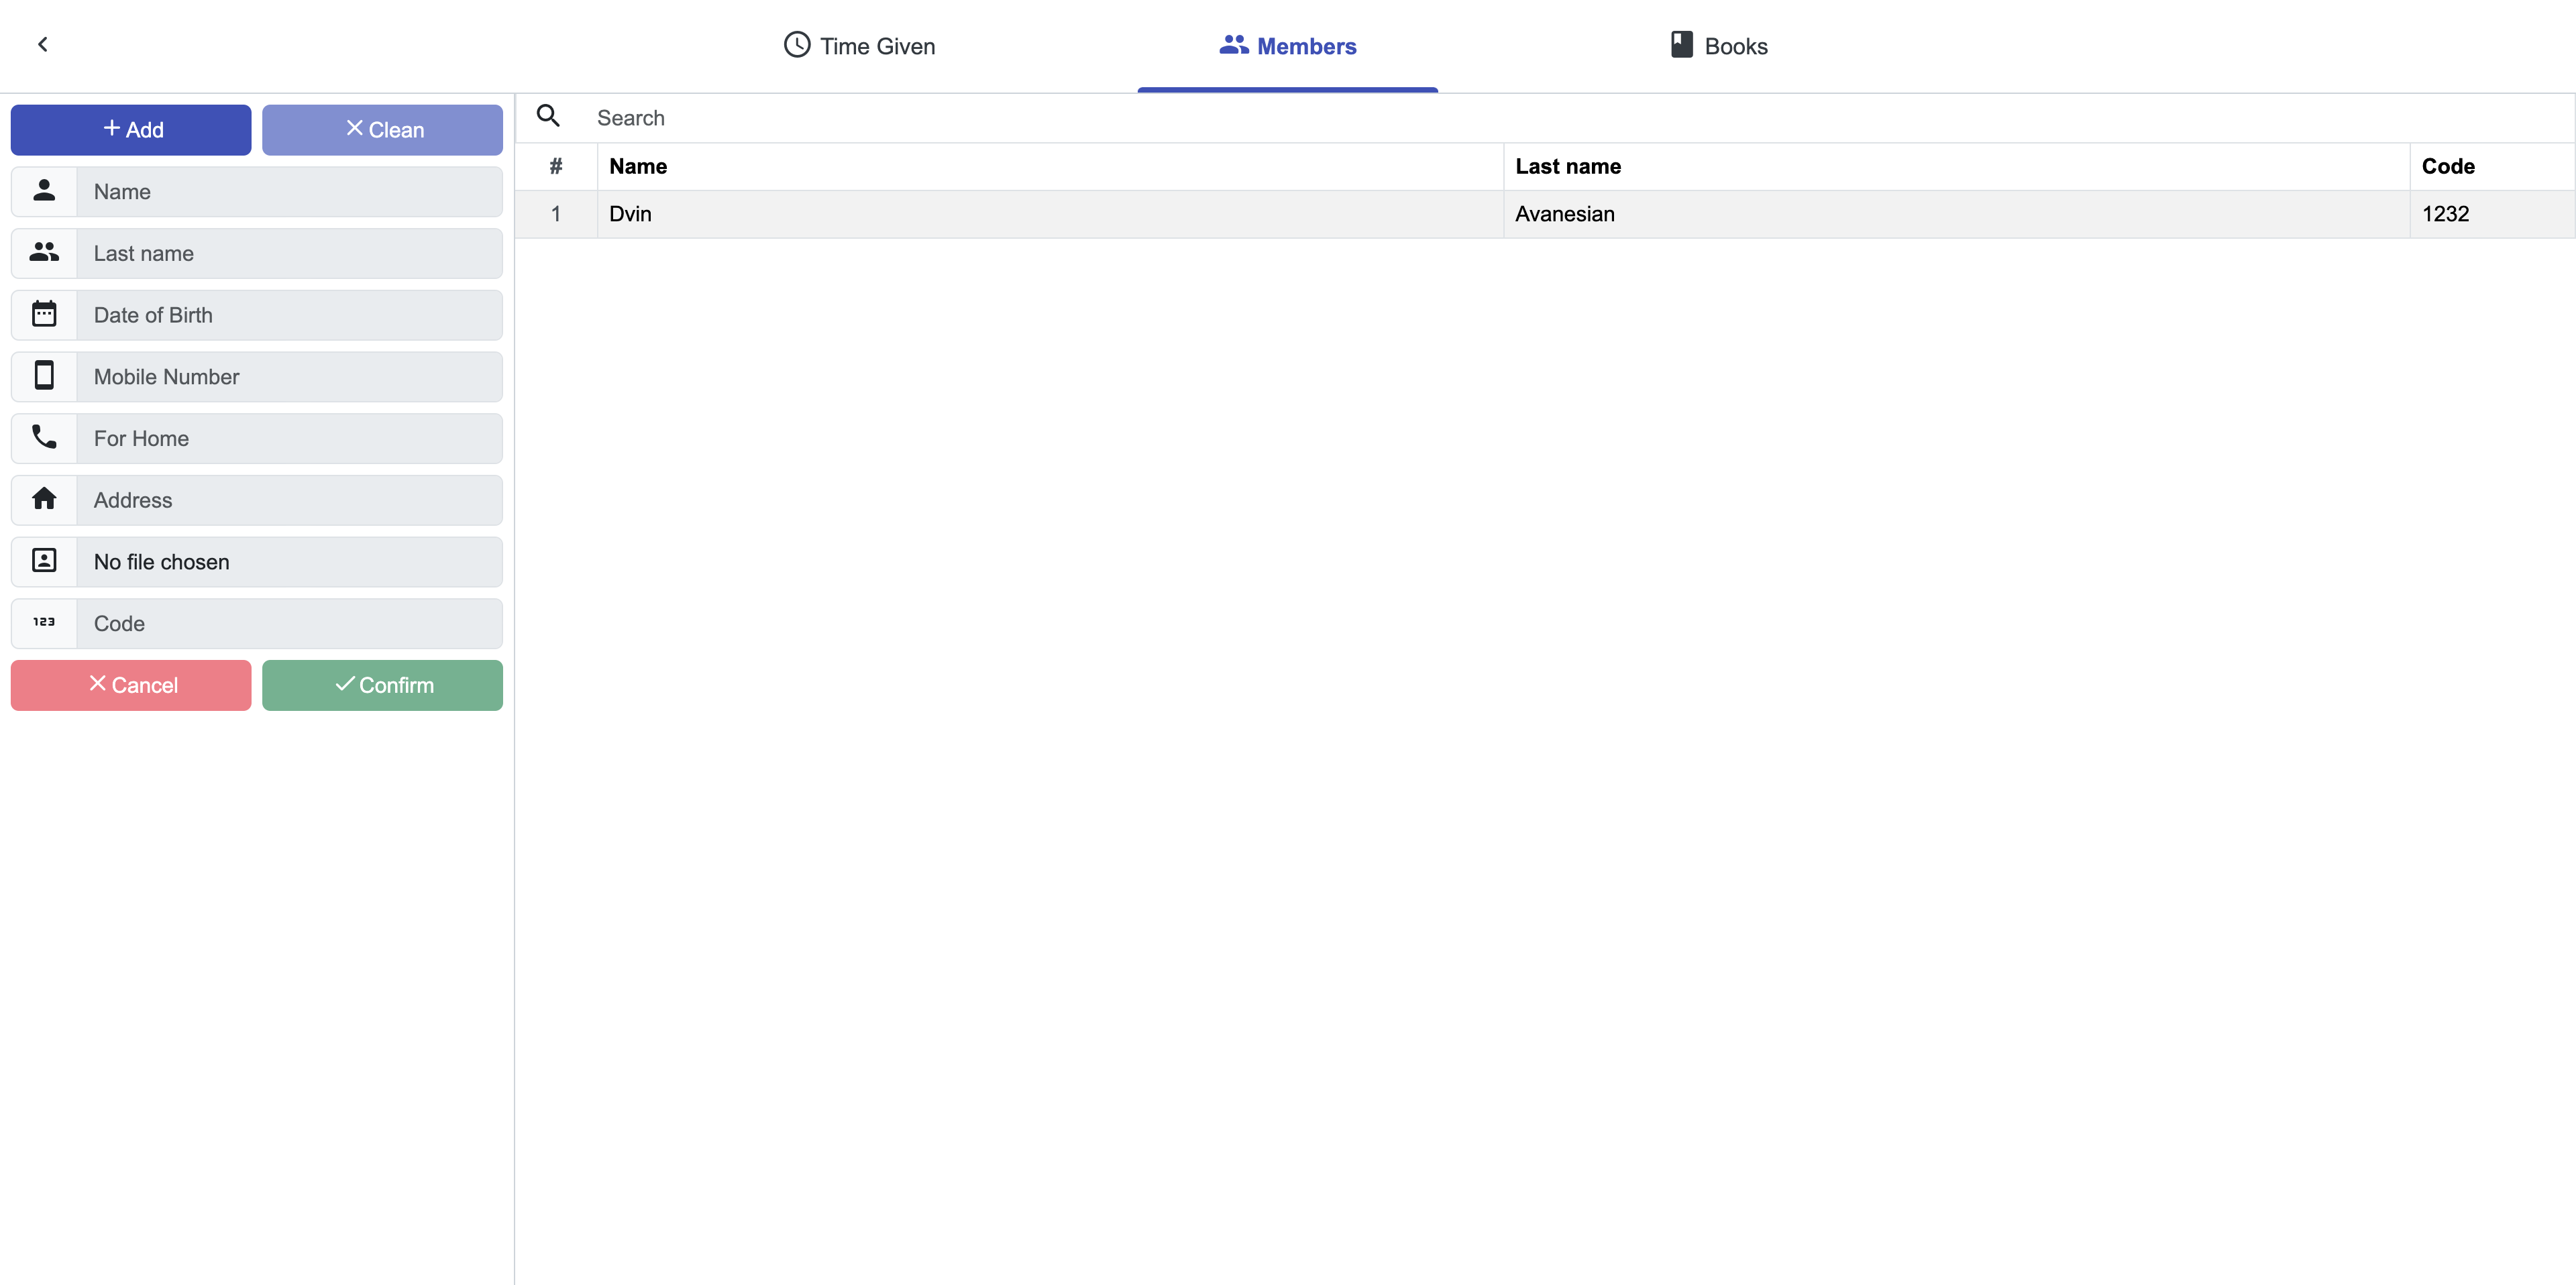 Time Given
Members
Books
Add
Clean
Name
Last name
Date of Birth
Mobile Number
For Home
Address
No file chosen
123 Code
Cancel
Confirm
Search
# Name Last name Code
1 Dvin Avanesian 1232